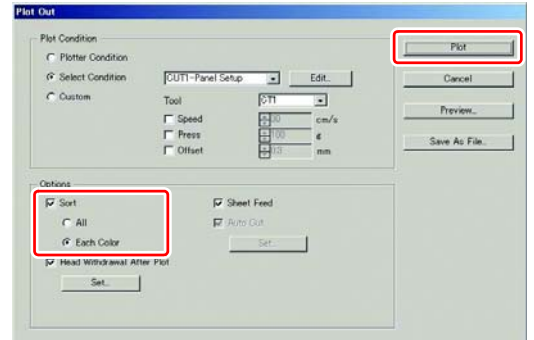 Plot Out
Plot Condition
Plotter Condition
Select Condition
CUT1-Panel Setup
Edit..
Custom
Tool
CT1
Speed
30
cm/s
Press
100
g
Offset
mm
Plot
Cancel
Preview..
Save As File..
Options
Sort
All
Each Color
Sheet Feed
Auto Cut
Set..
Head Withdrawal After Plot
Set..